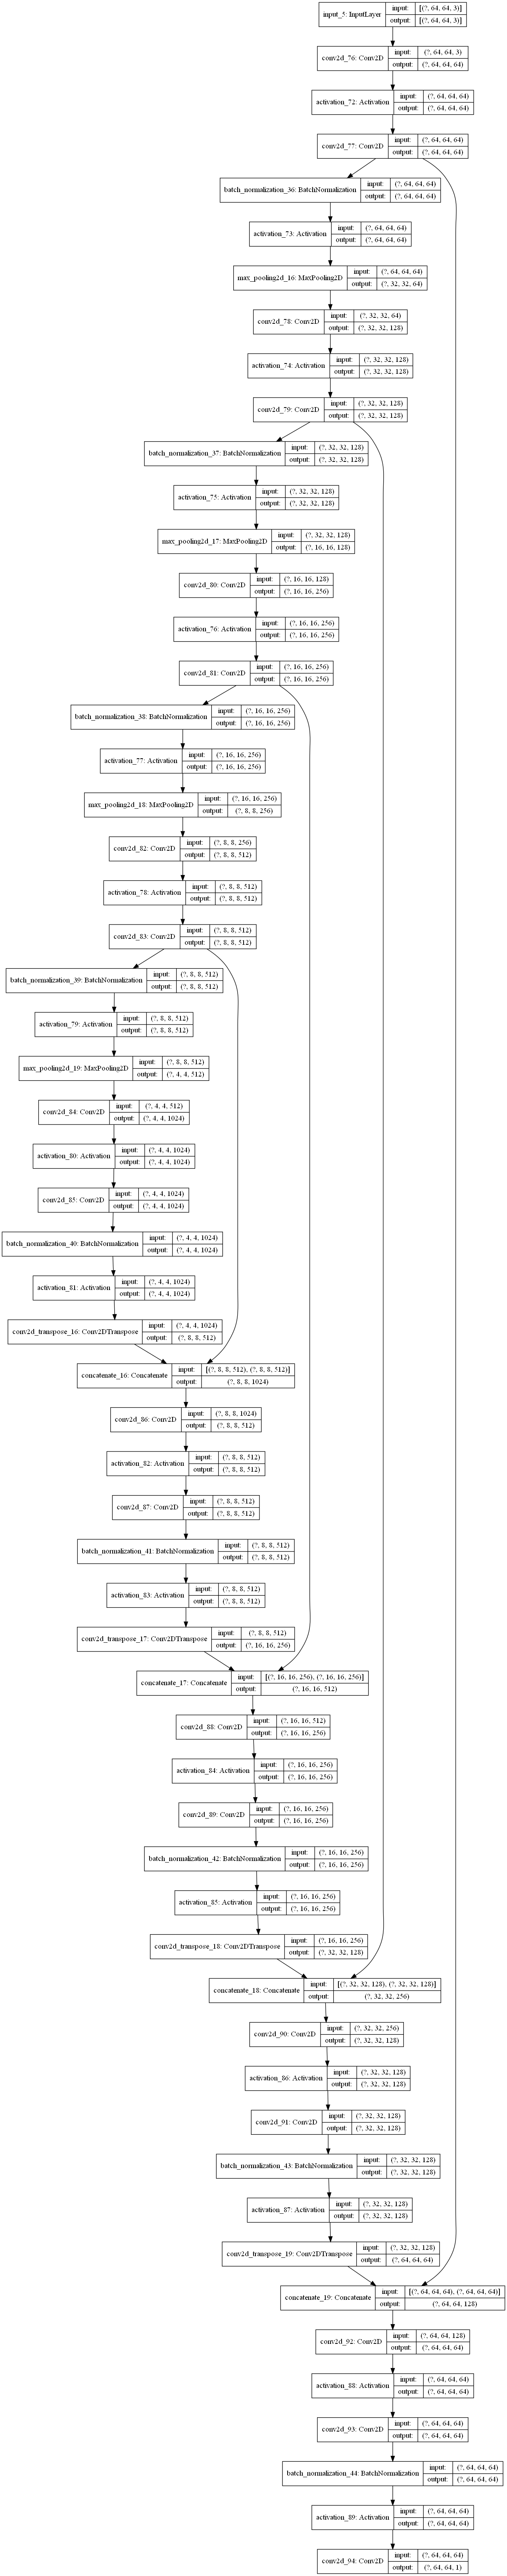 input_5: InputLayer
input:
[(?, 64, 64, 3)]
output:
[(?, 64, 64, 3)]
conv2d_76: Conv2D
input:
(?, 64, 64, 3)
output:
(?, 64, 64, 64)
activation_72: Activation
input:
(?, 64, 64, 64)
output:
(?, 64, 64, 64)
conv2d_77: Conv2D
input:
(?, 64, 64, 64)
output:
(?, 64, 64, 64)
batch_normalization_36: BatchNormalization
input:
(?, 64, 64, 64)
output:
(?, 64, 64, 64)
activation_73: Activation
input:
(?, 64, 64, 64)
output:
(?, 64, 64, 64)
max_pooling2d_16: MaxPooling2D
input:
(?, 64, 64, 64)
output:
(?, 32, 32, 64)
conv2d_78: Conv2D
input:
(?, 32, 32, 64)
output:
(?, 32, 32, 128)
activation_74: Activation
input:
(?, 32, 32, 128)
output:
(?, 32, 32, 128)
conv2d_79: Conv2D
input:
(?, 32, 32, 128)
output:
(?, 32, 32, 128)
batch_normalization_37: BatchNormalization
input:
(?, 32, 32, 128)
output:
(?, 32, 32, 128)
activation_75: Activation
input:
(?, 32, 32, 128)
output:
(?, 32, 32, 128)
max_pooling2d_17: MaxPooling2D
input:
(?, 32, 32, 128)
output:
(?, 16, 16, 128)
conv2d_80: Conv2D
input:
(?, 16, 16, 128)
output:
(?, 16, 16, 256)
activation_76: Activation
input:
(?, 16, 16, 256)
output:
(?, 16, 16, 256)
conv2d_81: Conv2D
input:
(?, 16, 16, 256)
output:
(?, 16, 16, 256)
batch_normalization_38: BatchNormalization
input:
(?, 16, 16, 256)
output:
(?, 16, 16, 256)
activation_77: Activation
input:
(?, 16, 16, 256)
output:
(?, 16, 16, 256)
max_pooling2d_18: MaxPooling2D
input:
(?, 16, 16, 256)
output:
(?, 8, 8, 256)
conv2d_82: Conv2D
input:
(?, 8, 8, 256)
output:
(?, 8, 8, 512)
activation_78: Activation
input:
(?, 8, 8, 512)
output:
(?, 8, 8, 512)
conv2d_83: Conv2D
input:
(?, 8, 8, 512)
output:
(?, 8, 8, 512)
batch_normalization_39: BatchNormalization
input:
(?, 8, 8, 512)
output:
(?, 8, 8, 512)
activation_79: Activation
input:
(?, 8, 8, 512)
output:
(?, 8, 8, 512)
max_pooling2d_19: MaxPooling2D
input:
(?, 8, 8, 512)
output:
(?, 4, 4, 512)
conv2d_84: Conv2D
input:
(?, 4, 4, 512)
output:
(?, 4, 4, 1024)
activation_80: Activation
input:
(?, 4, 4, 1024)
output:
(?, 4, 4, 1024)
conv2d_85: Conv2D
input:
(?, 4, 4, 1024)
output:
(?, 4, 4, 1024)
batch_normalization_40: BatchNormalization
input:
(?, 4, 4, 1024)
output:
(?, 4, 4, 1024)
activation_81: Activation
input:
(?, 4, 4, 1024)
output:
(?, 4, 4, 1024)
conv2d_transpose_16: Conv2DTranspose
input:
(?, 4, 4, 1024)
output:
(?, 8, 8, 512)
concatenate_16: Concatenate
input:
[(?, 8, 8, 512), (?, 8, 8, 512)]
output:
(?, 8, 8, 1024)
conv2d_86: Conv2D
input:
(?, 8, 8, 1024)
output:
(?, 8, 8, 512)
activation_82: Activation
input:
(?, 8, 8, 512)
output:
(?, 8, 8, 512)
conv2d_87: Conv2D
input:
(?, 8, 8, 512)
output:
(?, 8, 8, 512)
batch_normalization_41: BatchNormalization
input:
(?, 8, 8, 512)
output:
(?, 8, 8, 512)
activation_83: Activation
input:
(?, 8, 8, 512)
output:
(?, 8, 8, 512)
conv2d_transpose_17: Conv2DTranspose
input:
(?, 8, 8, 512)
output:
(?, 16, 16, 256)
concatenate_17: Concatenate
input:
[(?, 16, 16, 256), (?, 16, 16, 256)]
output:
(?, 16, 16, 512)
conv2d_88: Conv2D
input:
(?, 16, 16, 512)
output:
(?, 16, 16, 256)
activation_84: Activation
input:
(?, 16, 16, 256)
output:
(?, 16, 16, 256)
conv2d_89: Conv2D
input:
(?, 16, 16, 256)
output:
(?, 16, 16, 256)
batch_normalization_42: BatchNormalization
input:
(?, 16, 16, 256)
output:
(?, 16, 16, 256)
activation_85: Activation
input:
(?, 16, 16, 256)
output:
(?, 16, 16, 256)
conv2d_transpose_18: Conv2DTranspose
input:
(?, 16, 16, 256)
output:
(?, 32, 32, 128)
concatenate_18: Concatenate
input:
[(?, 32, 32, 128), (?, 32, 32, 128)]
output:
(?, 32, 32, 256)
conv2d_90: Conv2D
input:
(?, 32, 32, 256)
output:
(?, 32, 32, 128)
activation_86: Activation
input:
(?, 32, 32, 128)
output:
(?, 32, 32, 128)
conv2d_91: Conv2D
input:
(?, 32, 32, 128)
output:
(?, 32, 32, 128)
batch_normalization_43: BatchNormalization
input:
(?, 32, 32, 128)
output:
(?, 32, 32, 128)
activation_87: Activation
input:
(?, 32, 32, 128)
output:
(?, 32, 32, 128)
conv2d_transpose_19: Conv2DTranspose
input:
(?, 32, 32, 128)
output:
(?, 64, 64, 64)
concatenate_19: Concatenate
input:
[(?, 64, 64, 64), (?, 64, 64, 64)]
output:
(?, 64, 64, 128)
conv2d_92: Conv2D
input:
(?, 64, 64, 128)
output:
(?, 64, 64, 64)
activation_88: Activation
input:
(?, 64, 64, 64)
output:
(?, 64, 64, 64)
conv2d_93: Conv2D
input:
(?, 64, 64, 64)
output:
(?, 64, 64, 64)
batch_normalization_44: BatchNormalization
input:
(?, 64, 64, 64)
output:
(?, 64, 64, 64)
activation_89: Activation
input:
(?, 64, 64, 64)
output:
(?, 64, 64, 64)
conv2d_94: Conv2D
input:
(?, 64, 64, 64)
output:
(?, 64, 64, 1)